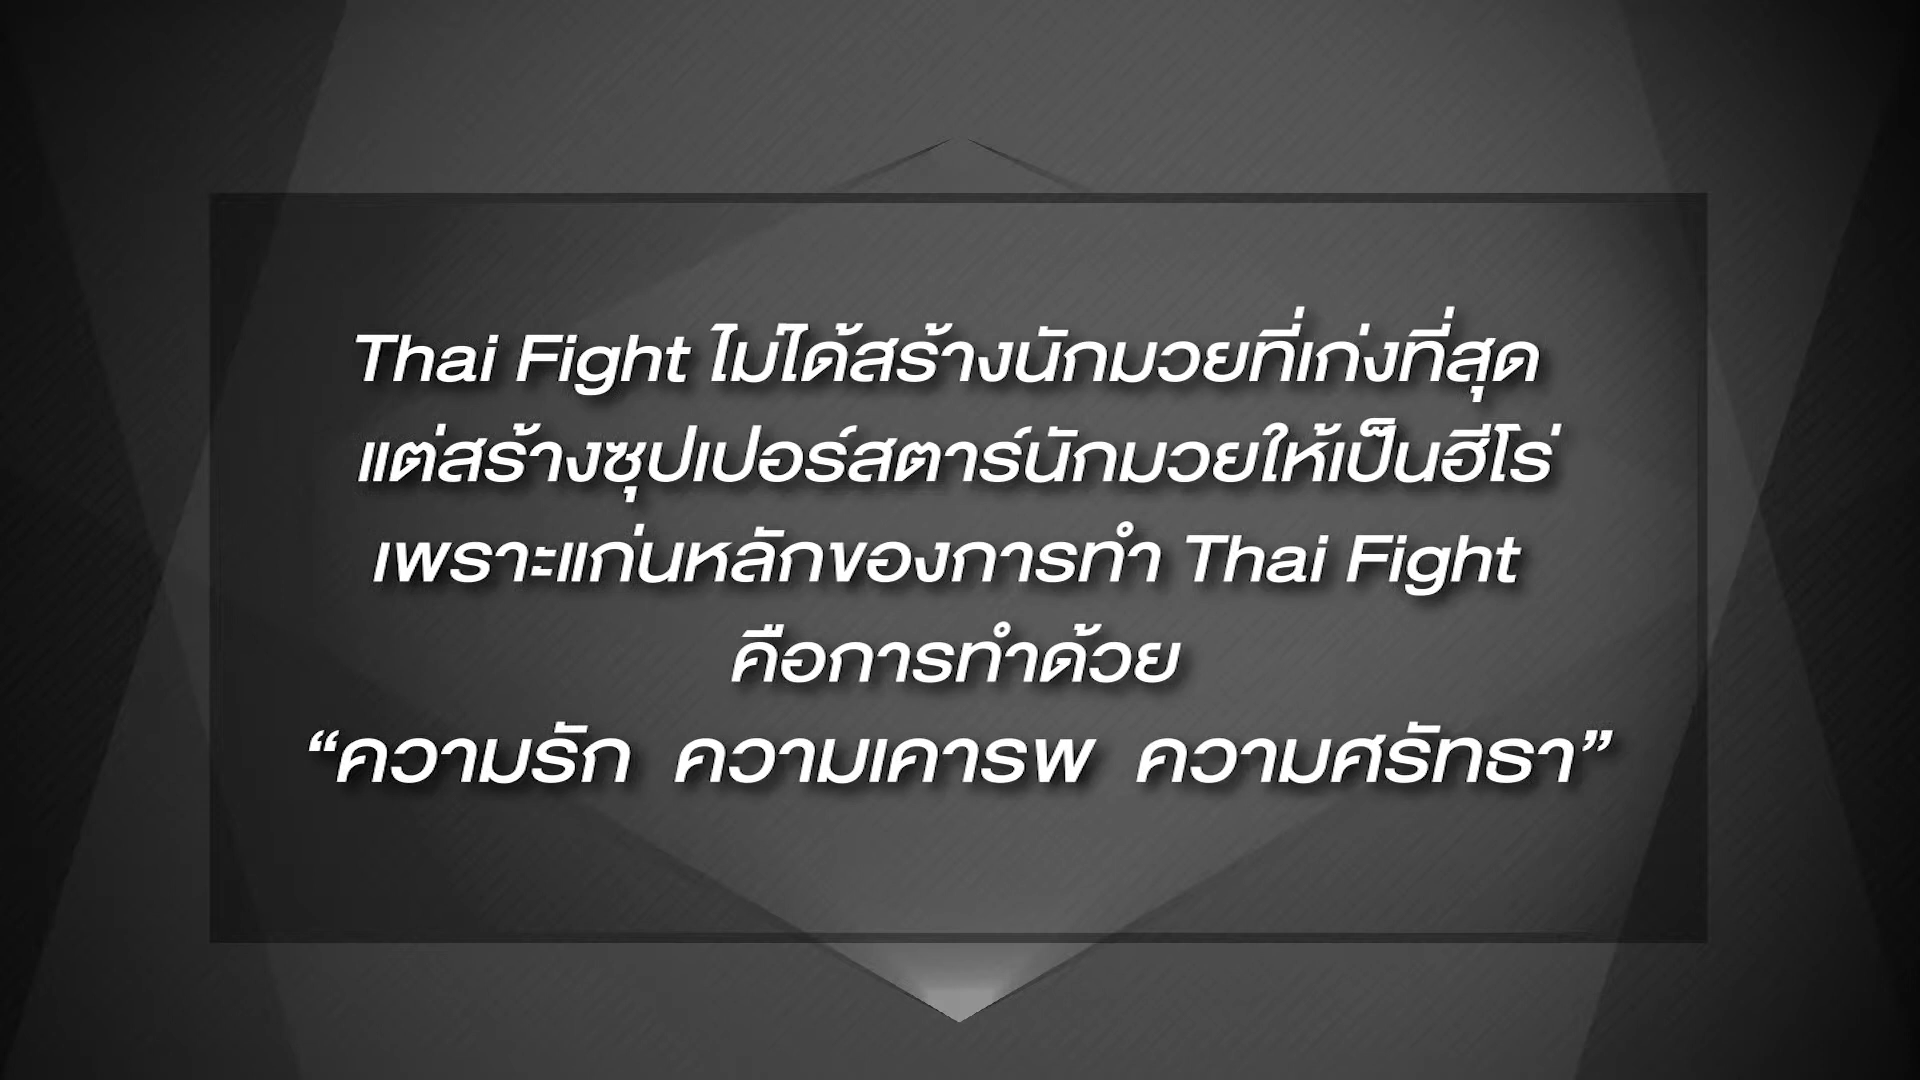 Thai Fight ไม่ได้สร้างนักมวยที่เก่งที่สุด
แต่สร้างซุปเปอร์สตาร์นักมวยให้เป็นฮีโร่
เพราะแก่นหลักของการทำ Thai Fight
คือการทำด้วย
“ความรัก ความเคารพ ความศรัทธา”